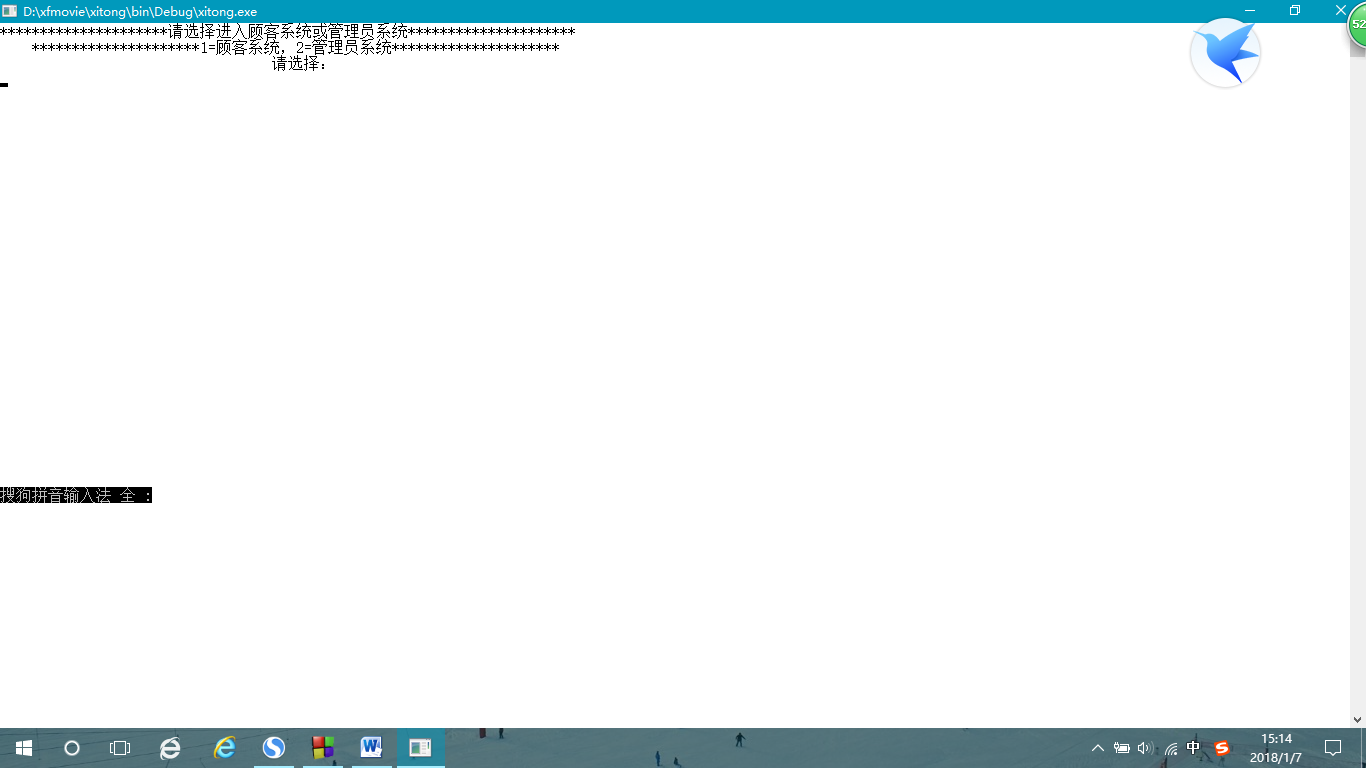 D:\xfmovie\xitong\bin\Debug\xitong.exe
*********************请选择进入顾客系统或管理员系统*********************
*********************1=顾客系统，2=管理员系统*********************
请选择：
52
搜狗拼音输入法 全 :
中
15:14
2018/1/7